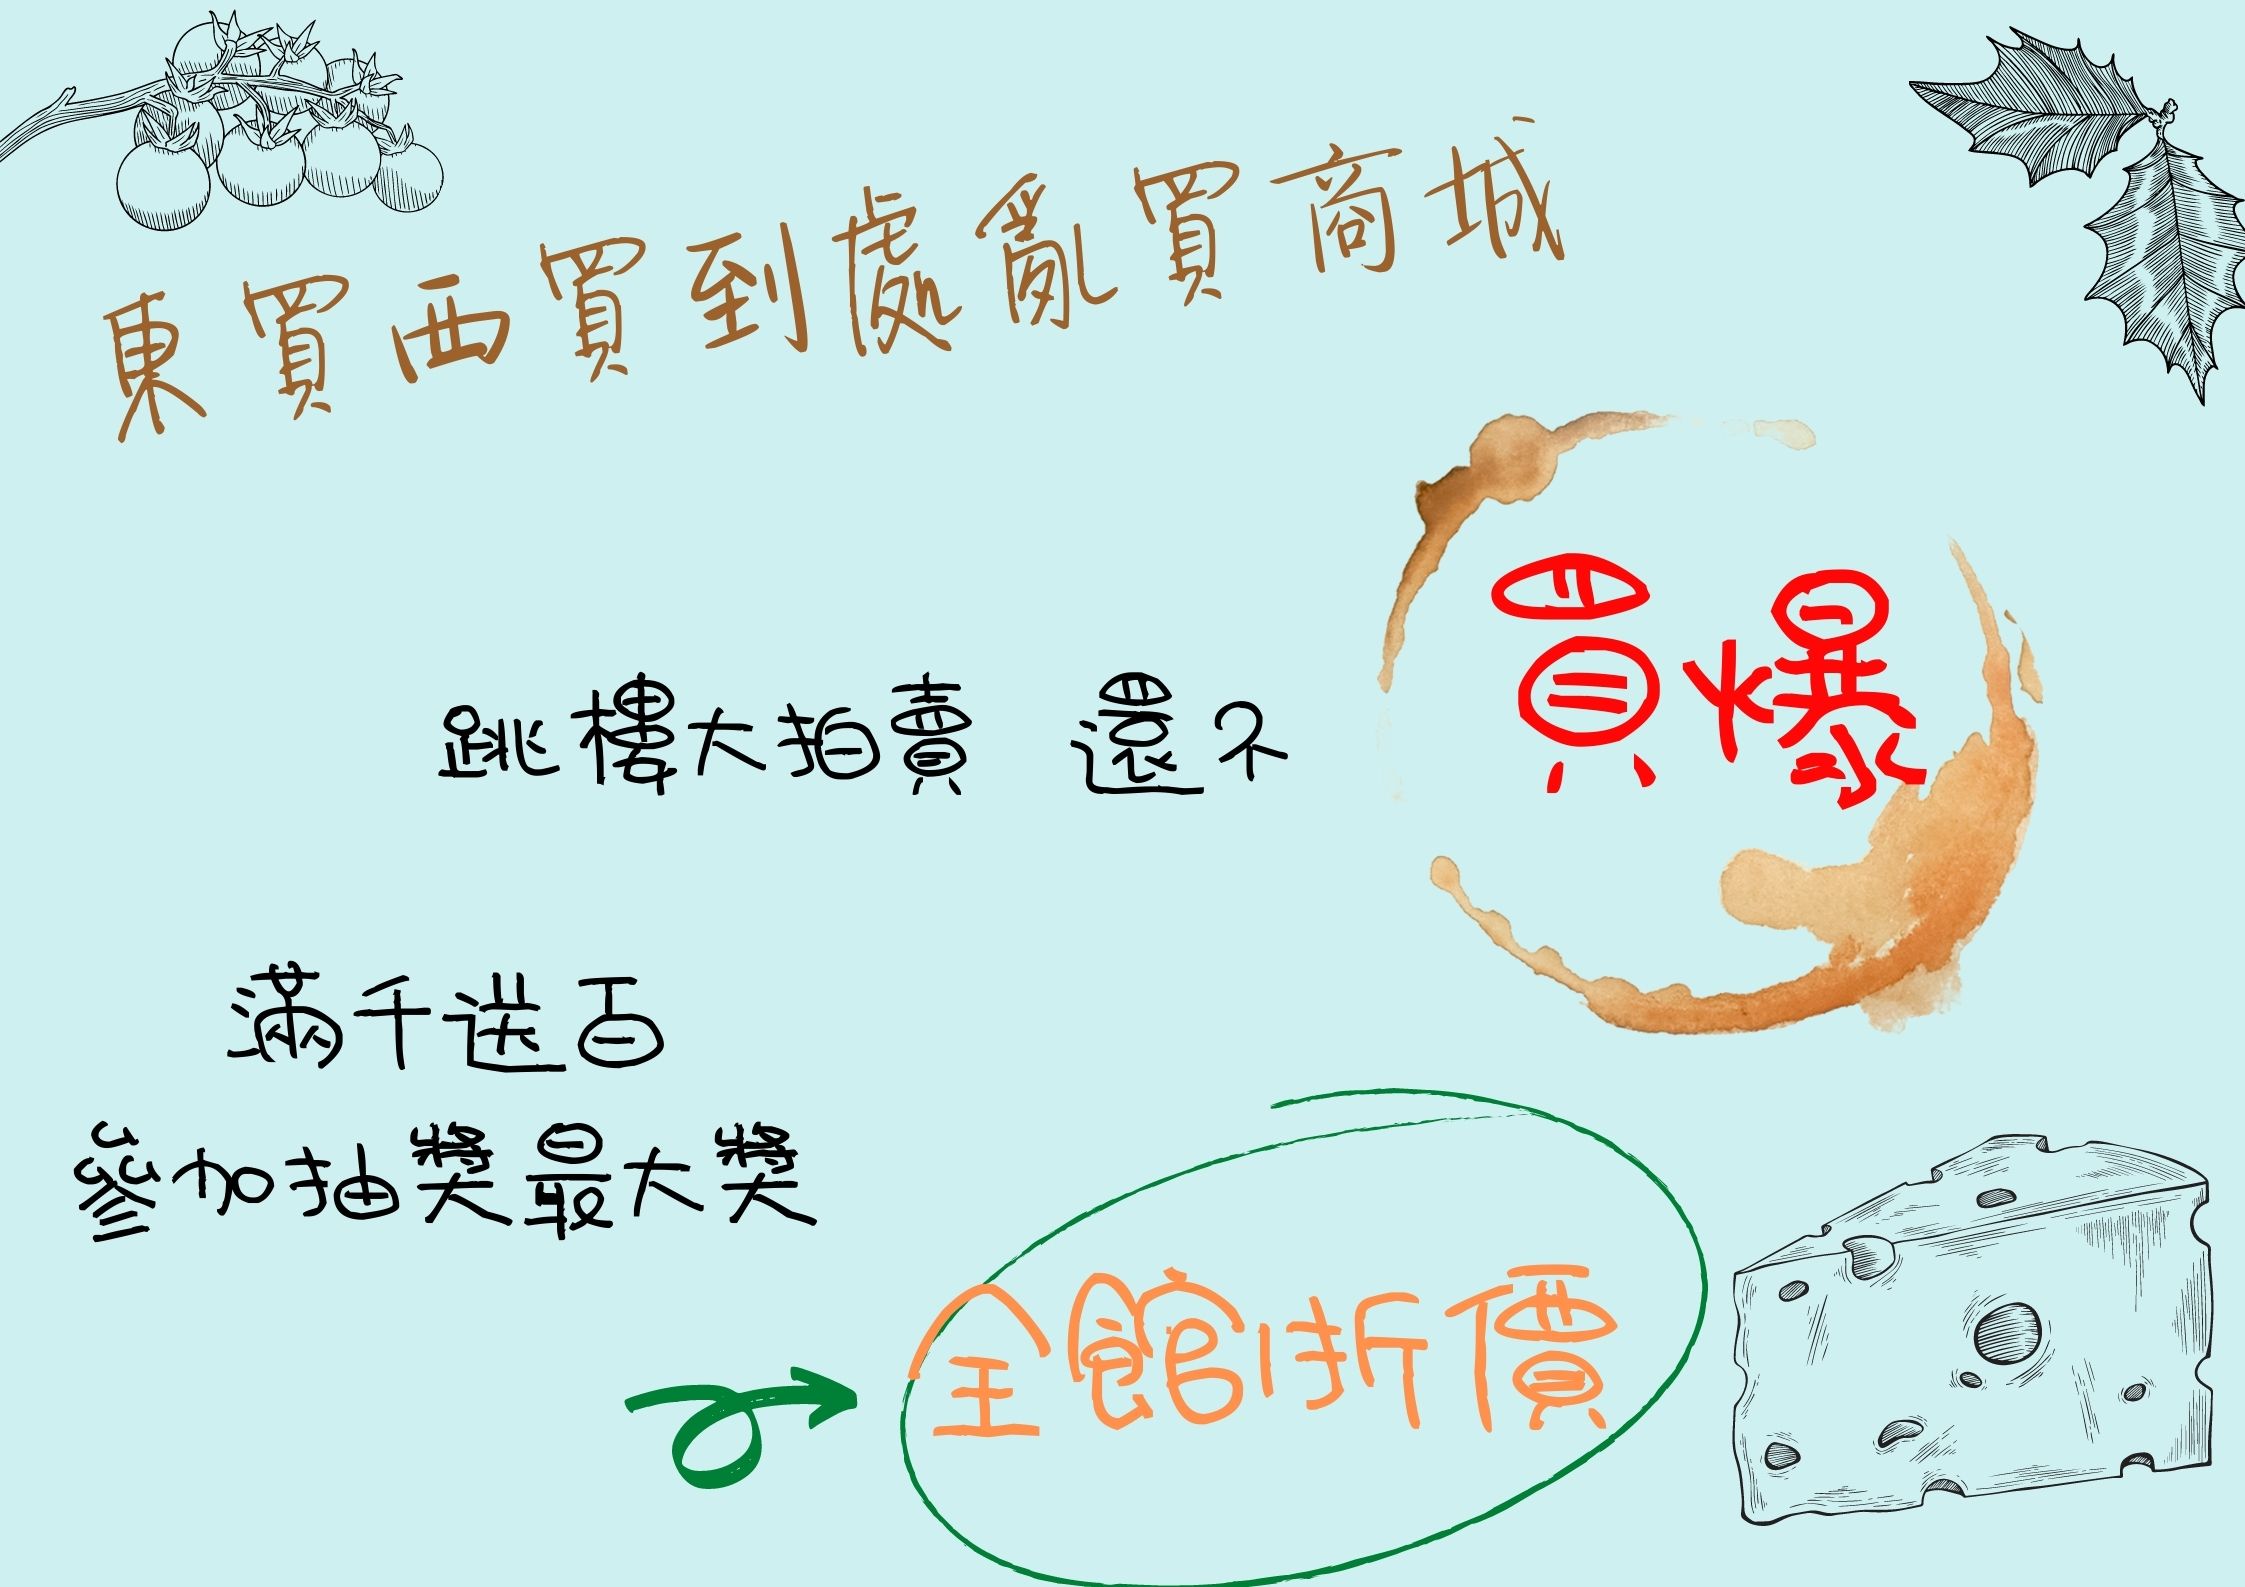 東買西買到處亂買商城
跳樓大拍賣 還不
買爆
滿千送百
參加抽獎最大獎
全館1折價